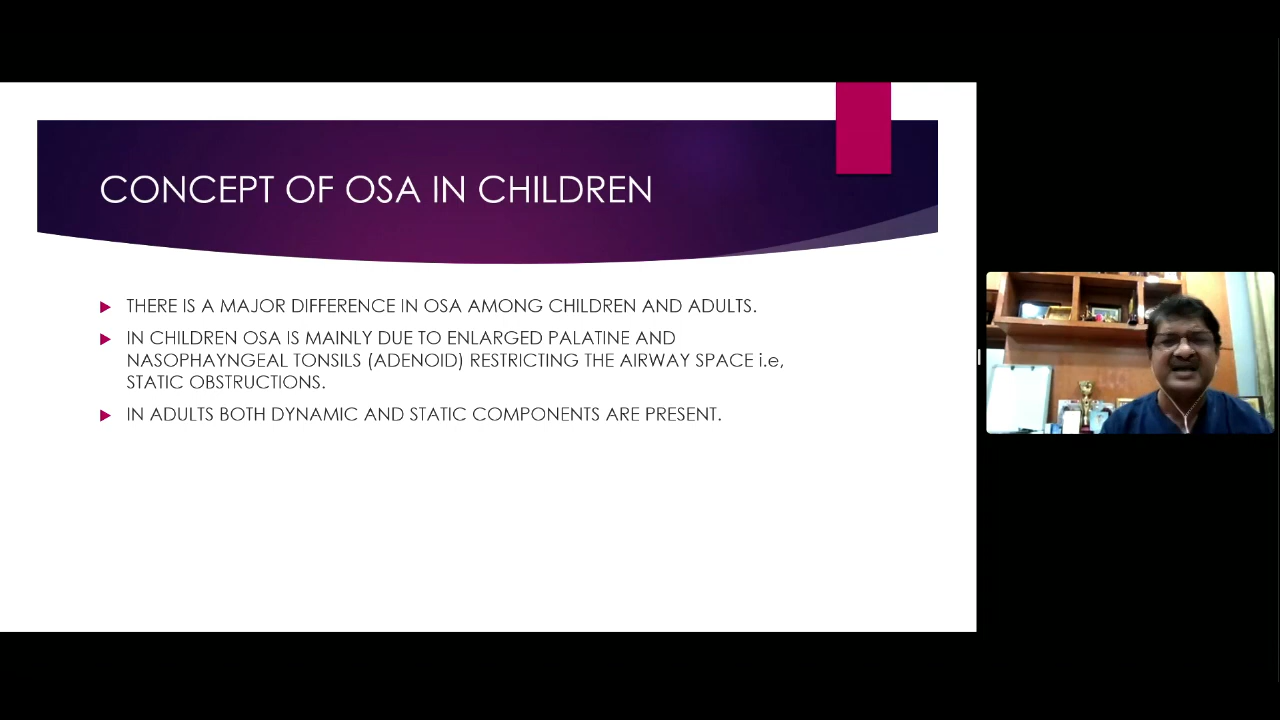 CONCEPT OF OSA IN CHILDREN
THERE IS A MAJOR DIFFERENCE IN OSA AMONG CHILDREN AND ADULTS.
IN CHILDREN OSA IS MAINLY DUE TO ENLARGED PALATINE AND
NASOPHAYNGEAL TONSILS (ADENOID) RESTRICTING THE AIRWAY SPACE i.e,
STATIC OBSTRUCTIONS.
IN ADULTS BOTH DYNAMIC AND STATIC COMPONENTS ARE PRESENT.